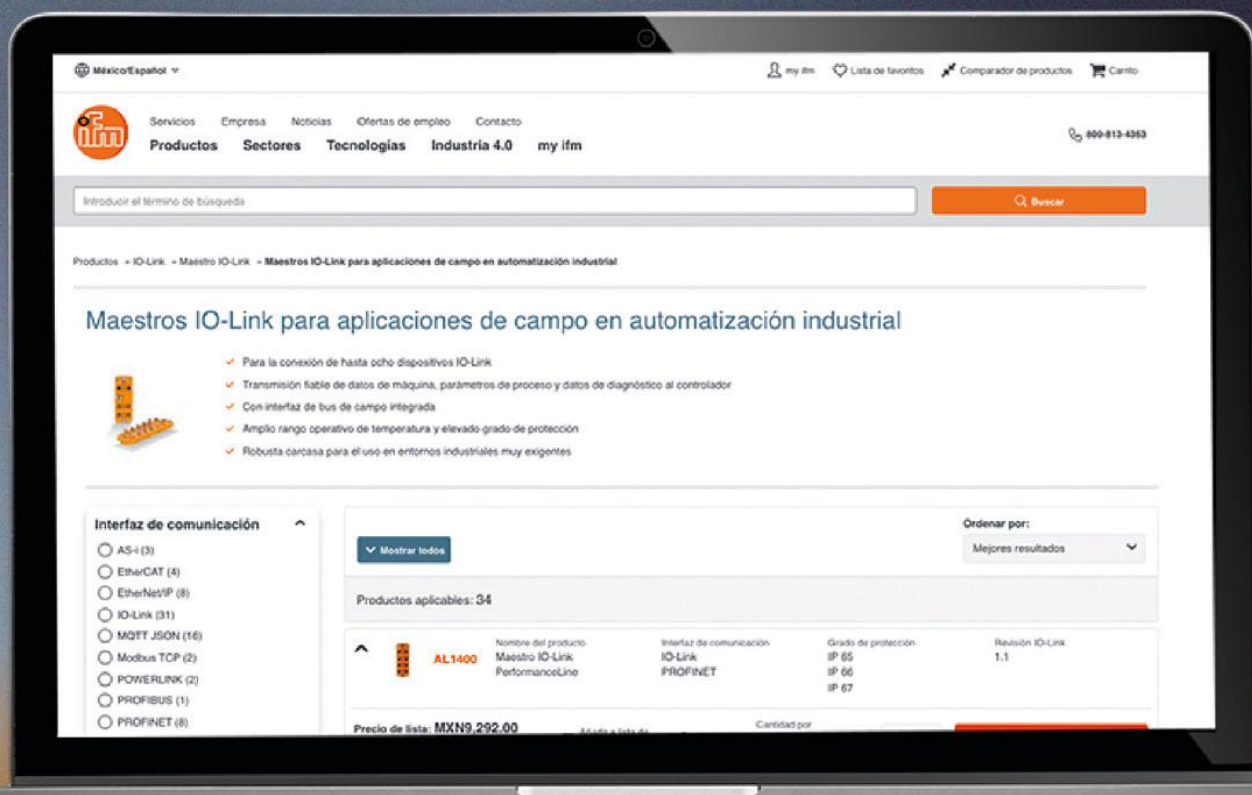 México/Español
my ifm Lista de favoritos Comparador de productos Carrito
ifm
Servicios Empresa Noticias Ofertas de empleo Contacto
800-813-4353
Productos Sectores Tecnologías Industria 4.0 my ifm
Introducir el término de búsqueda
Buscar
Productos » IO-Link » Maestro IO-Link » Maestros IO-Link para aplicaciones de campo en automatización industrial
Maestros IO-Link para aplicaciones de campo en automatización industrial
Para la conexión de hasta ocho dispositivos IO-Link
Transmisión fiable de datos de máquina, parámetros de proceso y datos de diagnóstico al controlador
Con interfaz de bus de campo integrada
Amplio rango operativo de temperatura y elevado grado de protección
Robusta carcasa para el uso en entornos industriales muy exigentes
Interfaz de comunicación
AS-i (3)
EtherCAT (4)
EtherNet/IP (8)
IO-Link (31)
MQTT JSON (16)
Modbus TCP (2)
POWERLINK (2)
PROFIBUS (1)
PROFINET (8)
Mostrar todos
Ordenar por:
Mejores resultados
Productos aplicables: 34
AL1400
Nombre del producto
Maestro IO-Link
PerformanceLine
Interfaz de comunicación
IO-Link
PROFINET
Grado de protección
IP 65
IP 66
IP 67
Revisión IO-Link
1.1
Precio de lista: MXN9,292.00
Añadir a lista de
Cantidad por